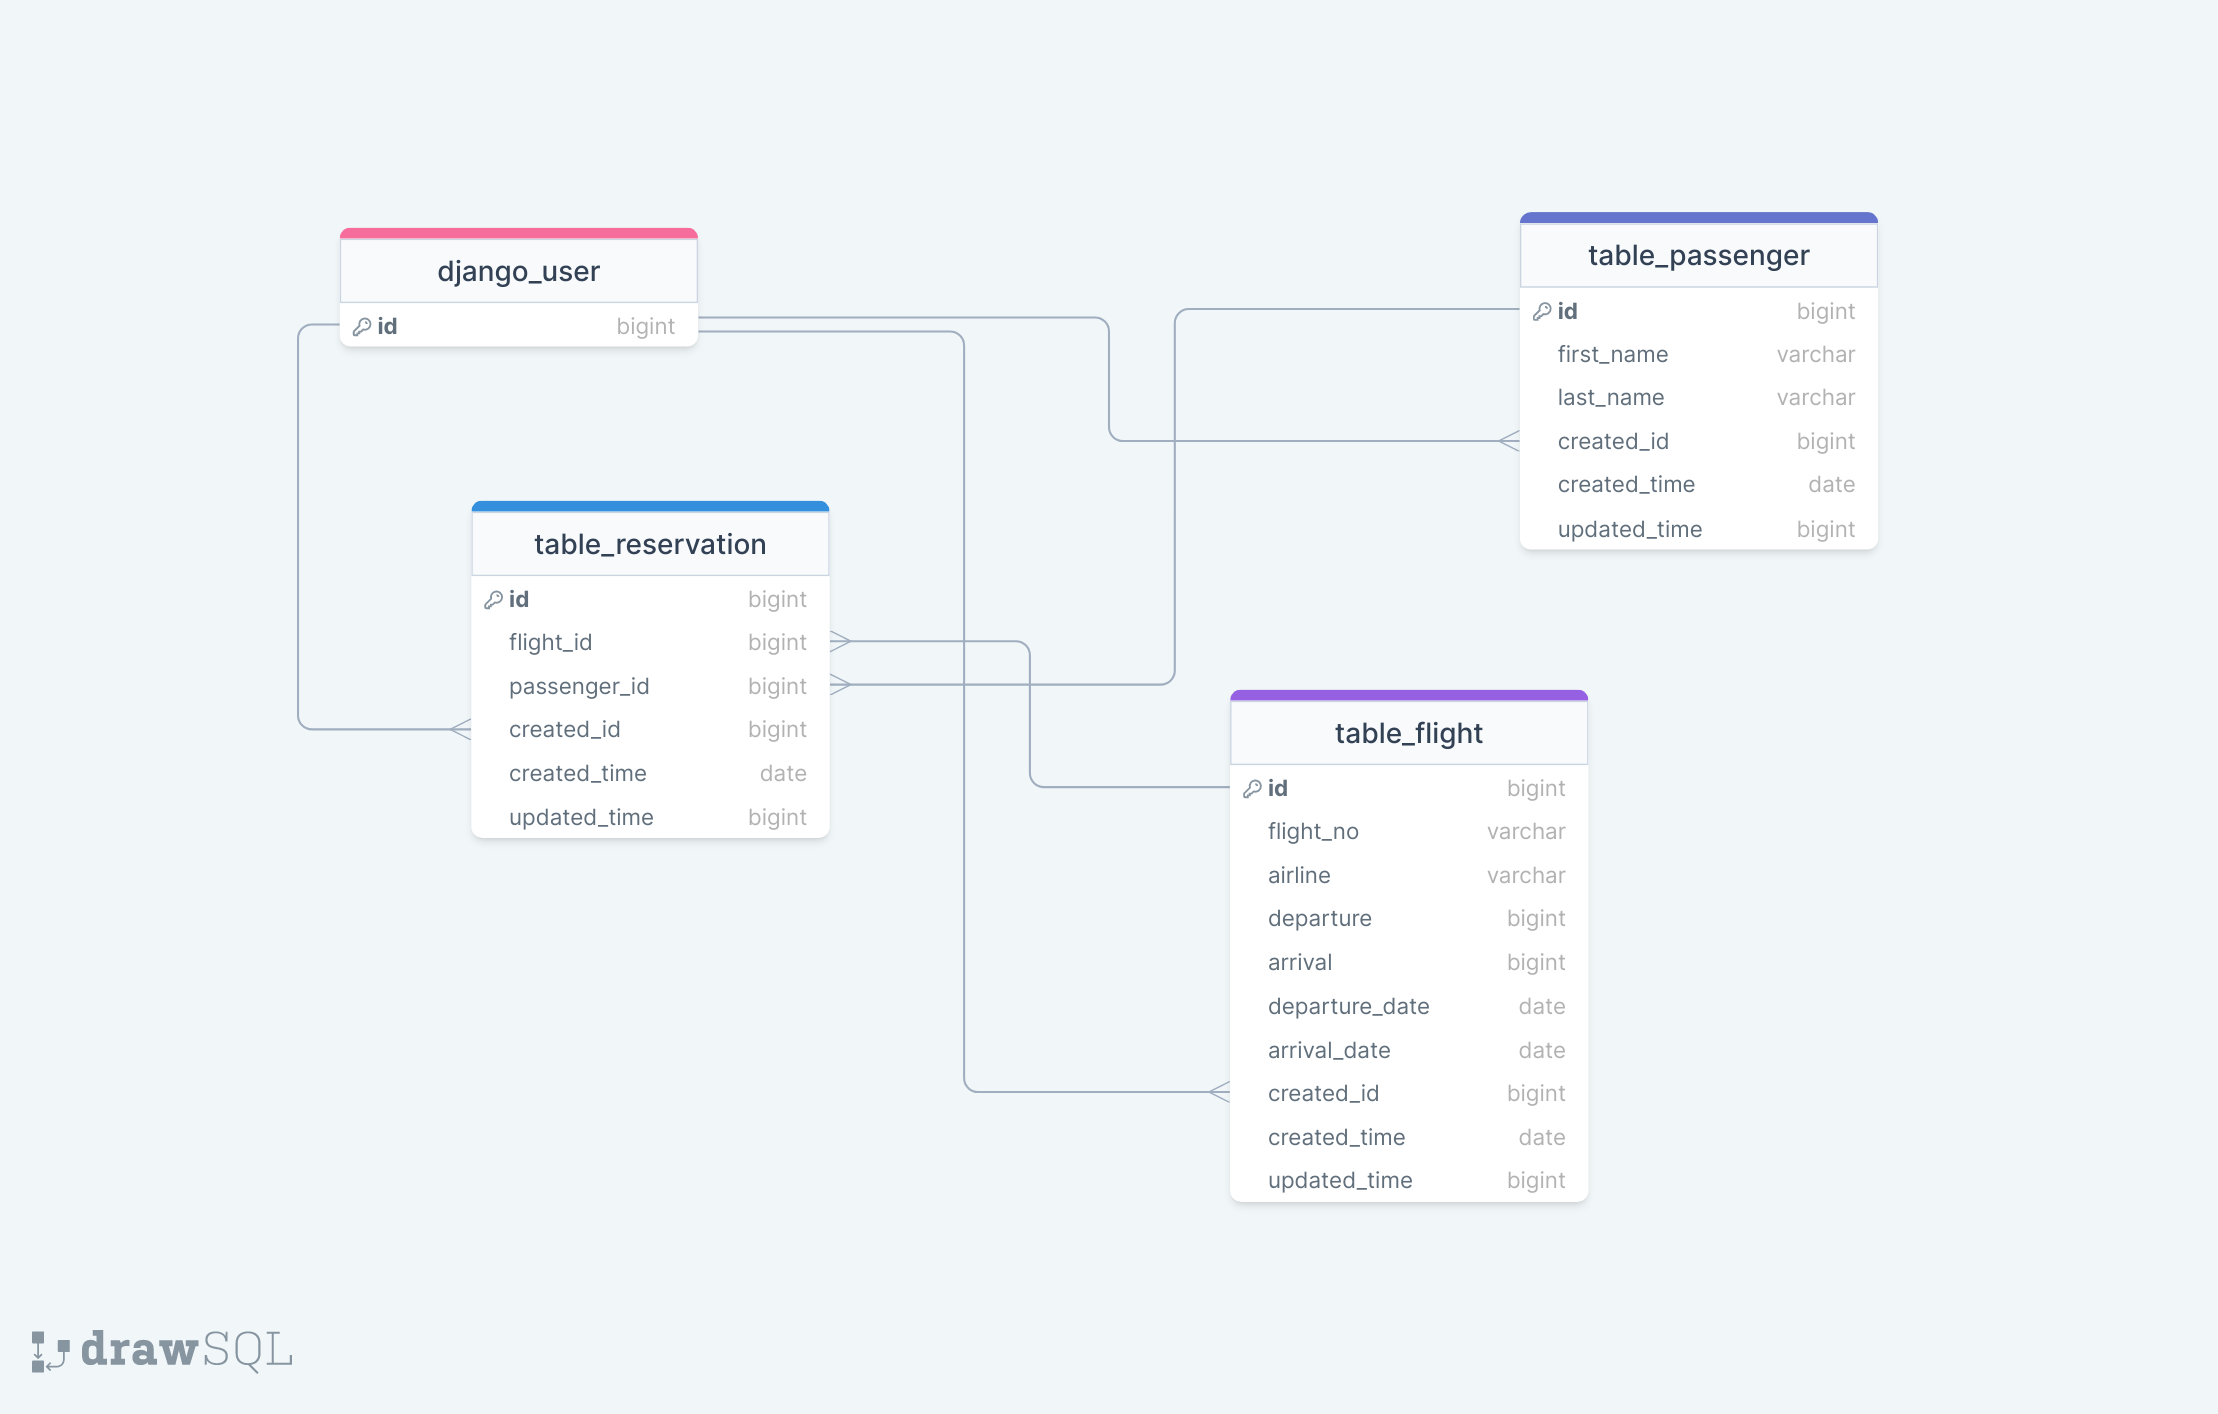 django_user
id bigint
table_passenger
id bigint
first_name varchar
last_name varchar
created_id bigint
created_time date
updated_time bigint
table_reservation
id bigint
flight_id bigint
passenger_id bigint
created_id bigint
created_time date
updated_time bigint
table_flight
id bigint
flight_no varchar
airline varchar
departure bigint
arrival bigint
departure_date date
arrival_date date
created_id bigint
created_time date
updated_time bigint
drawSQL